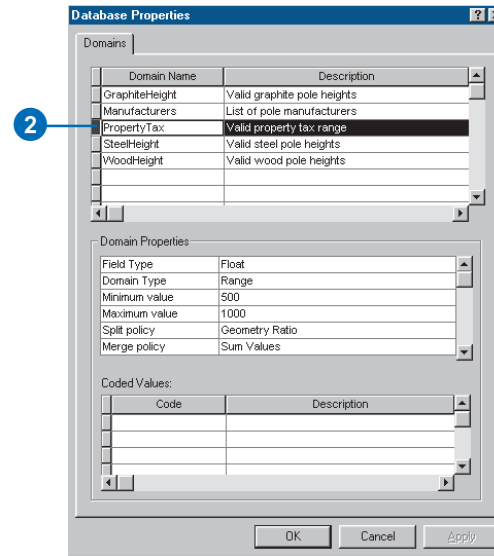 Database Properties
Domains
Domain Name Description
GraphiteHeight Valid graphite pole heights
Manufacturers List of pole manufacturers
2 PropertyTax Valid property tax range
SteelHeight Valid steel pole heights
WoodHeight Valid wood pole heights
Domain Properties
Field Type Float
Domain Type Range
Minimum value 500
Maximum value 1000
Split policy Geometry Ratio
Merge policy Sum Values
Coded Values:
Code Description
OK Cancel Apply